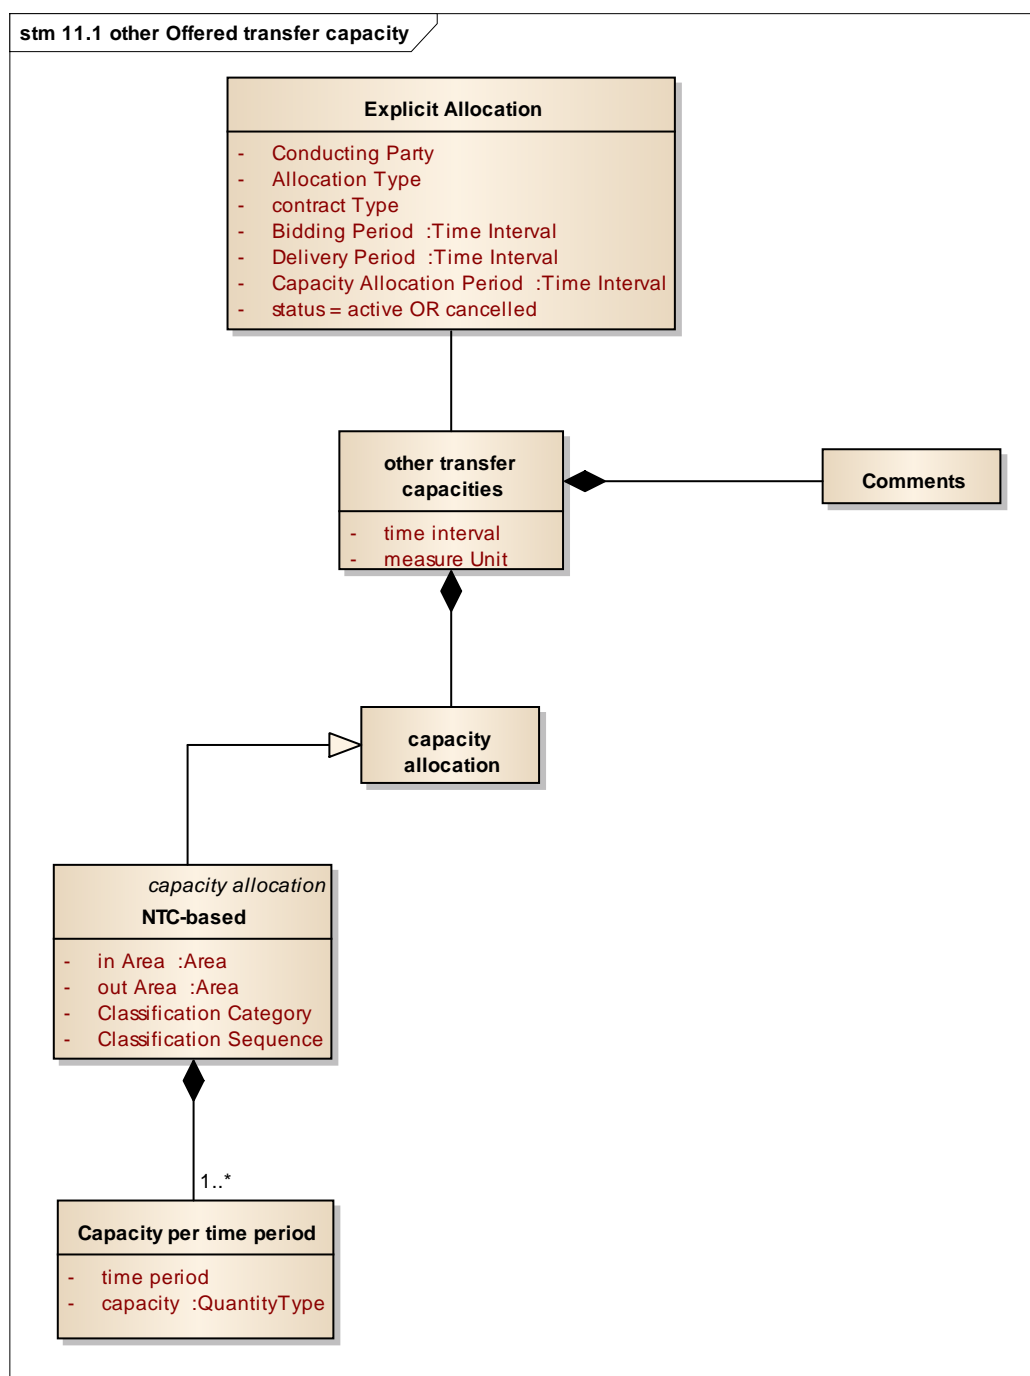 stm 11.1 other Offered transfer capacity
Explicit Allocation
- Conducting Party
- Allocation Type
- contract Type
- Bidding Period :Time Interval
- Delivery Period :Time Interval
- Capacity Allocation Period :Time Interval
- status = active OR cancelled
other transfer
capacities
- time interval
- measure Unit
Comments
capacity
allocation
capacity allocation
NTC-based
- in Area :Area
- out Area :Area
- Classification Category
- Classification Sequence
1..*
Capacity per time period
- time period
- capacity :QuantityType